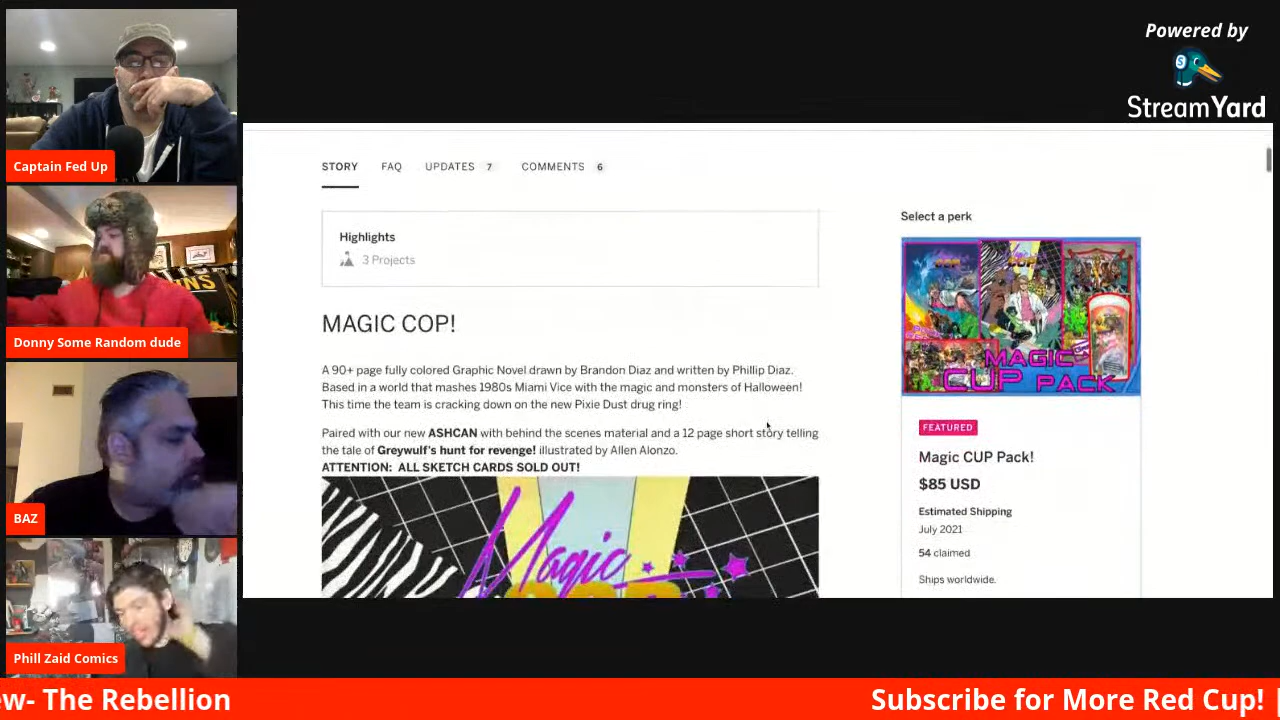 Powered by
StreamYard
Captain Fed Up
Donny Some Random dude
BAZ
Phill Zaid Comics
STORY FAQ UPDATES 7 COMMENTS 6
Highlights
3 Projects
MAGIC COP!
A 90+ page fully colored Graphic Novel drawn by Brandon Diaz and written by Phillip Diaz.
Based in a world that mashes 1980s Miami Vice with the magic and monsters of Halloween!
This time the team is cracking down on the new Pixie Dust drug ring!
Paired with our new ASHCAN with behind the scenes material and a 12 page short story telling
the tale of Greywulf's hunt for revenge! illustrated by Allen Alonzo.
ATTENTION: ALL SKETCH CARDS SOLD OUT!
Magic
Select a perk
MAGIC
CUP PACK
FEATURED
Magic CUP Pack!
$85 USD
Estimated Shipping
July 2021
54 claimed
Ships worldwide.
ew- The Rebellion
Subscribe for More Red Cup! |